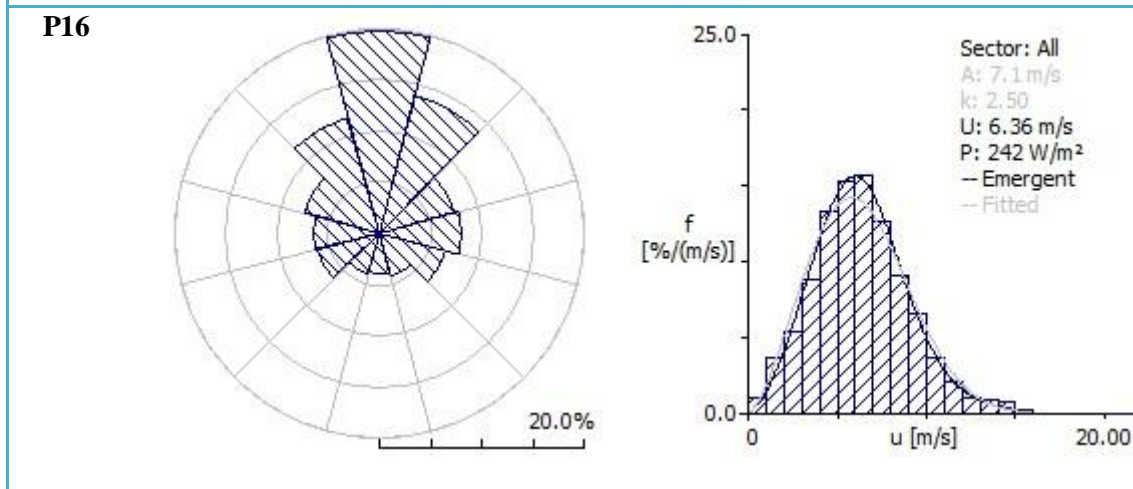 P16
20.0%
25.0
f
[%/(m/s)]
0.0
0
u [m/s]
20.00
Sector: All
A: 7.1 m/s
k: 2.50
U: 6.36 m/s
P: 242 W/m²
-- Emergent
-- Fitted